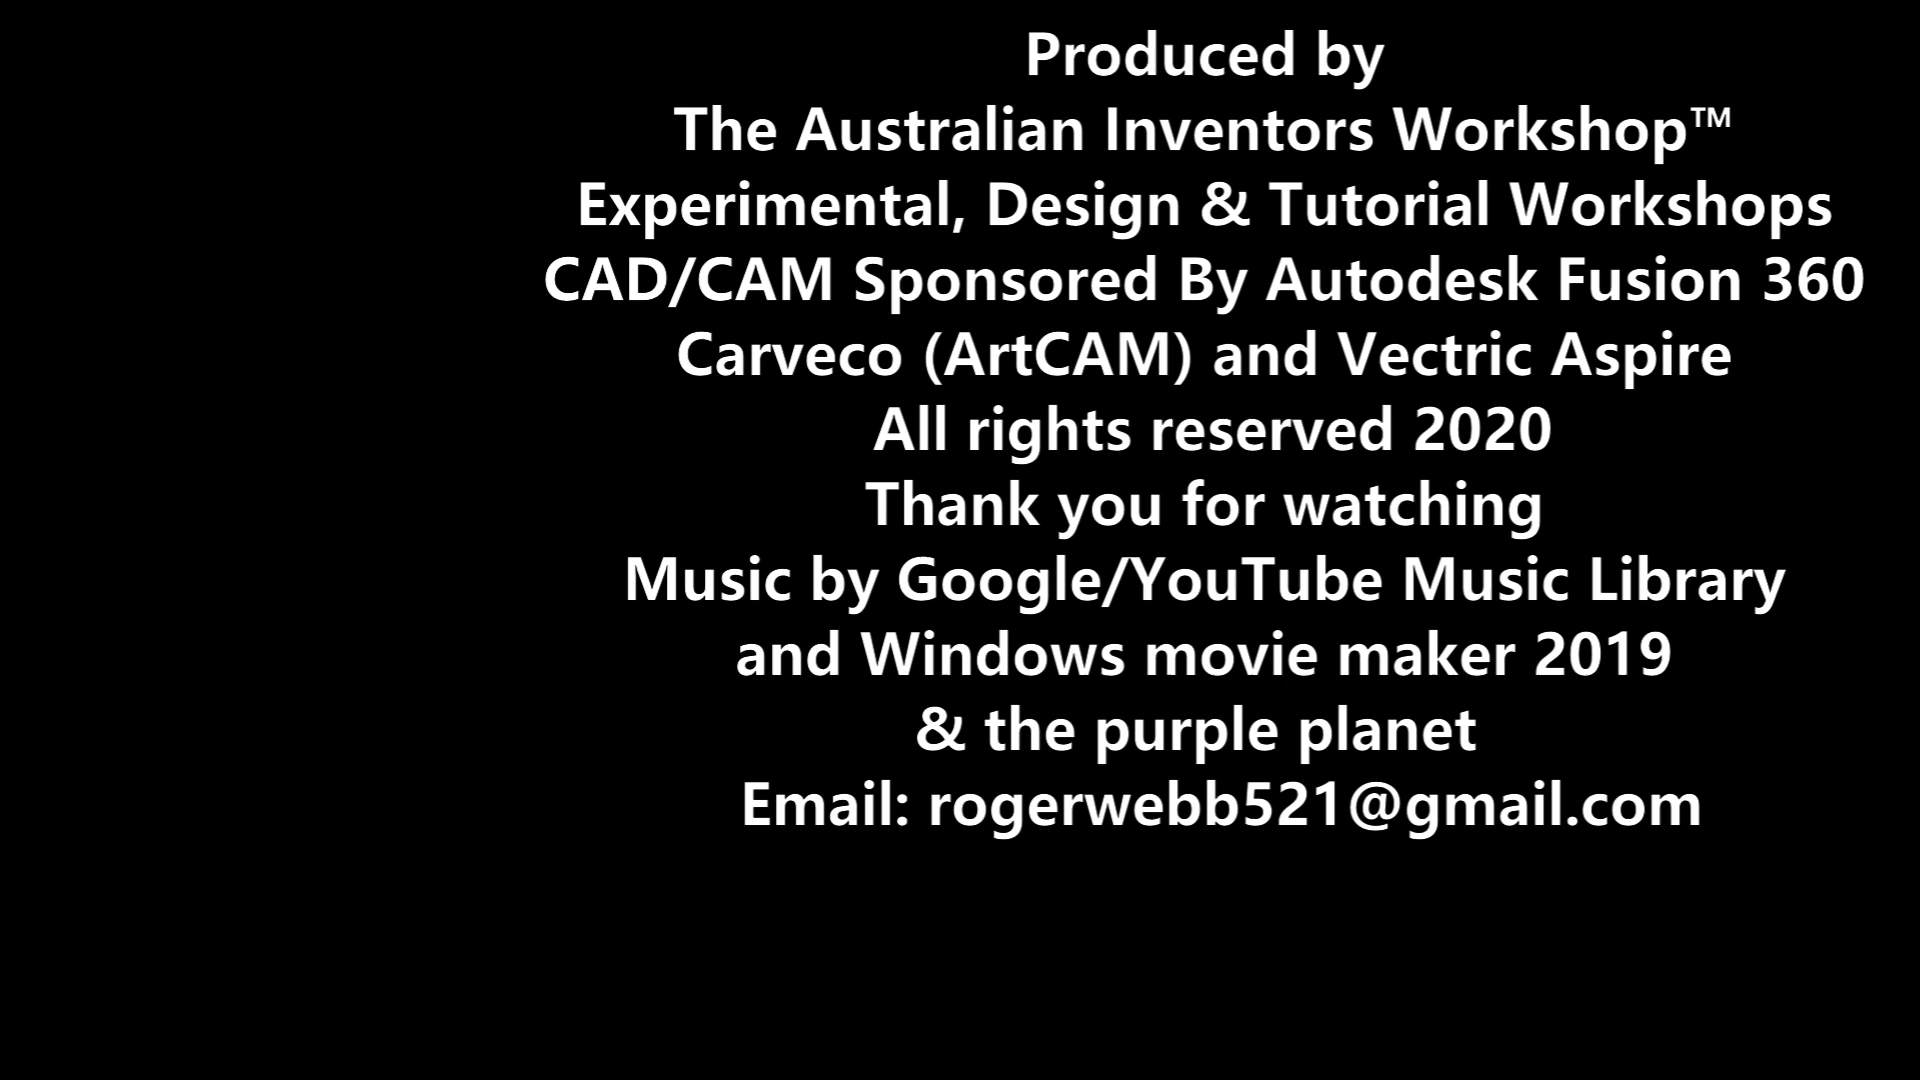 Produced by
The Australian Inventors Workshop™
Experimental, Design & Tutorial Workshops
CAD/CAM Sponsored By Autodesk Fusion 360
Carveco (ArtCAM) and Vectric Aspire
All rights reserved 2020
Thank you for watching
Music by Google/YouTube Music Library
and Windows movie maker 2019
& the purple planet
Email: rogerwebb521@gmail.com